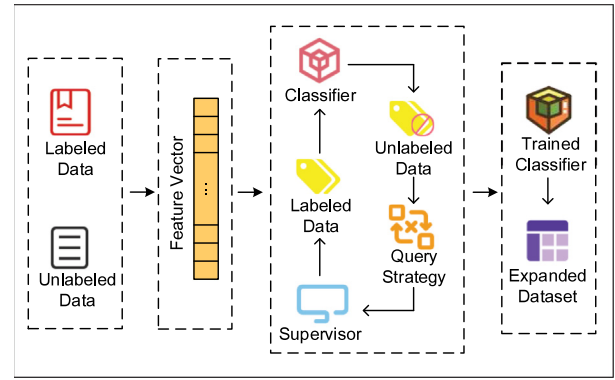 Labeled
Data
Unlabeled
Data
Feature Vector
...
Classifier
Unlabeled
Data
Labeled
Data
Query
Strategy
Supervisor
Trained
Classifier
Expanded
Dataset